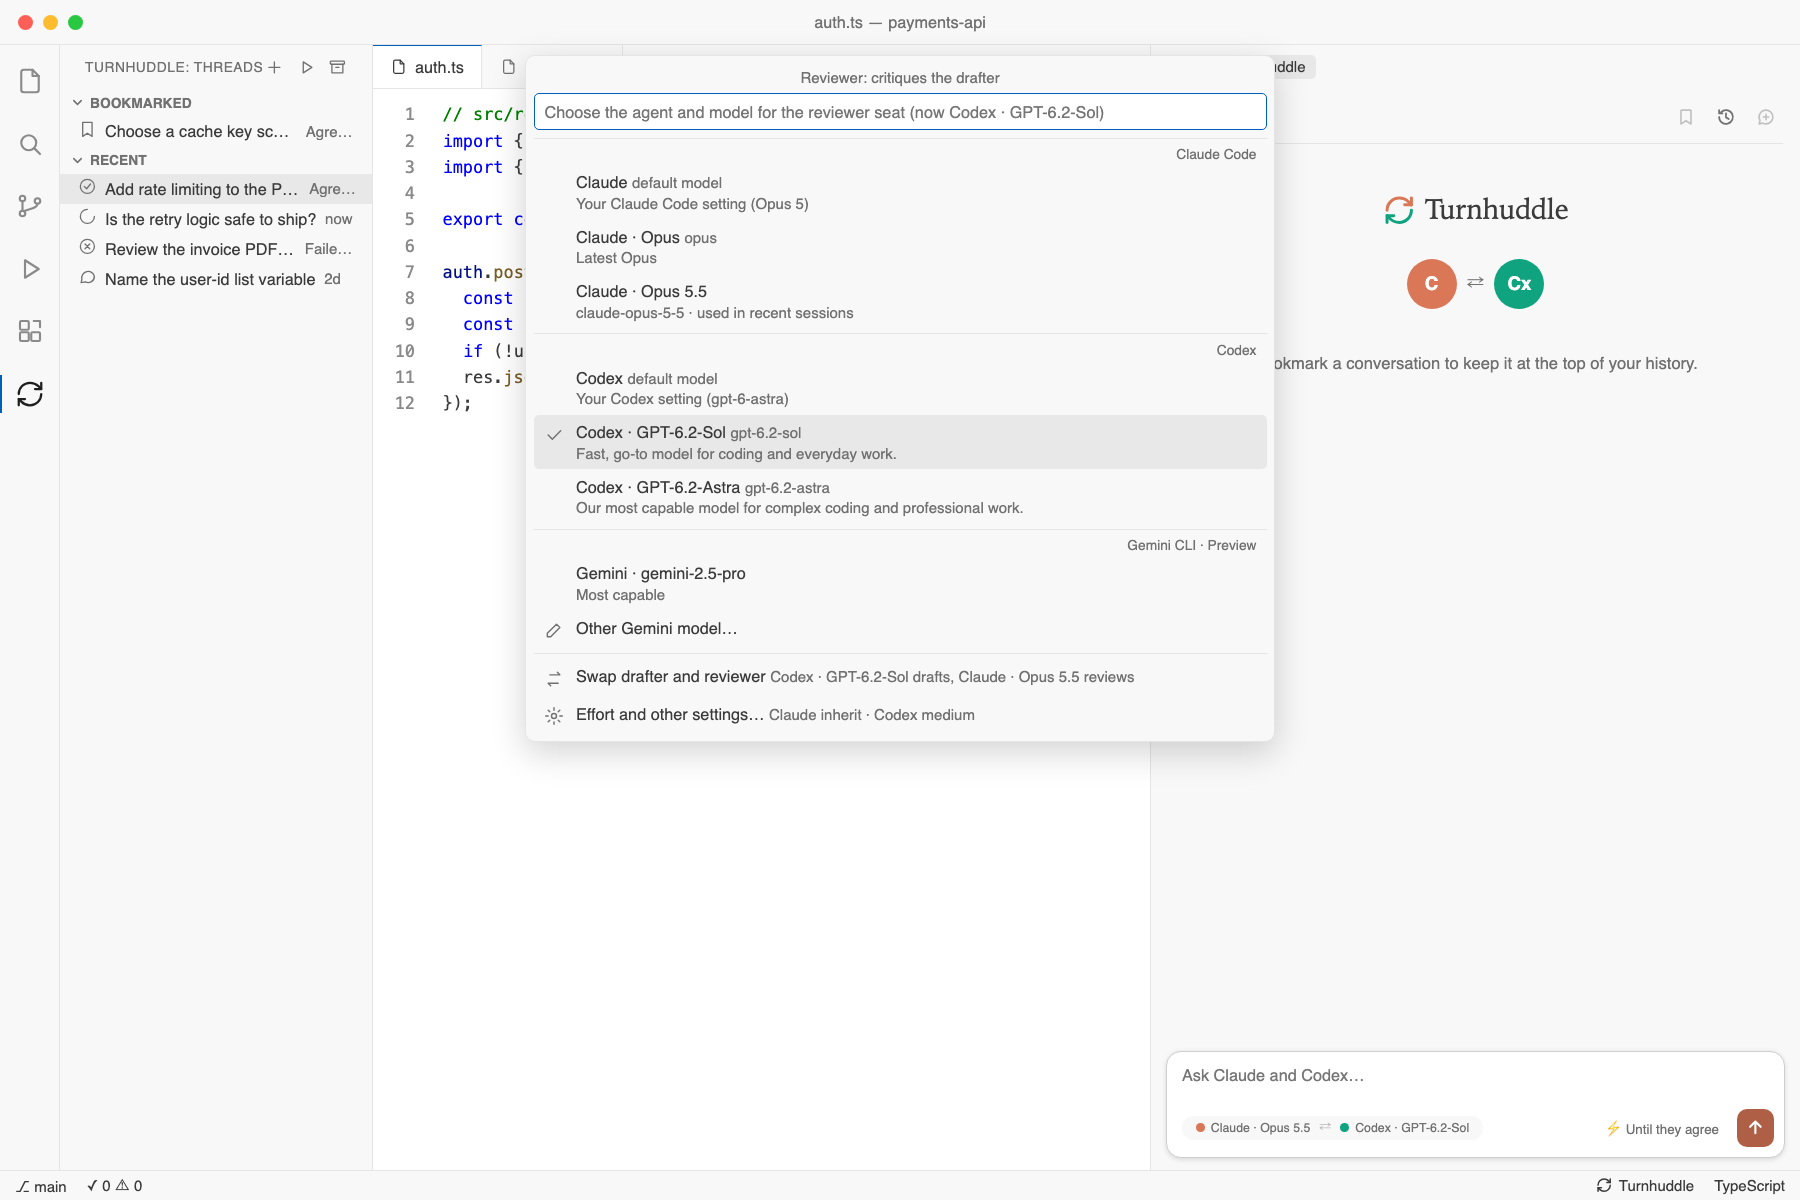 auth.ts — payments-api
TURNHUDDLE: THREADS
BOOKMARKED
Choose a cache key sc… Agre…
RECENT
Add rate limiting to the P… Agre…
Is the retry logic safe to ship? now
Review the invoice PDF… Faile…
Name the user-id list variable 2d
auth.ts
1 // src/r
2 import {
3 import {
4
5 export c
6
7 auth.pos
8 const
9 const
10 if (!u
11 res.js
12 });
Reviewer: critiques the drafter
Choose the agent and model for the reviewer seat (now Codex · GPT-6.2-Sol)
Claude Code
Claude default model
Your Claude Code setting (Opus 5)
Claude · Opus opus
Latest Opus
Claude · Opus 5.5
claude-opus-5-5 · used in recent sessions
Codex
Codex default model
Your Codex setting (gpt-6-astra)
Codex · GPT-6.2-Sol gpt-6.2-sol
Fast, go-to model for coding and everyday work.
Codex · GPT-6.2-Astra gpt-6.2-astra
Our most capable model for complex coding and professional work.
Gemini CLI · Preview
Gemini · gemini-2.5-pro
Most capable
Other Gemini model…
Swap drafter and reviewer Codex · GPT-6.2-Sol drafts, Claude · Opus 5.5 reviews
Effort and other settings… Claude inherit · Codex medium
ddle
Turnhuddle
C ⇄ Cx
okmark a conversation to keep it at the top of your history.
Ask Claude and Codex…
Claude · Opus 5.5 ⇄ Codex · GPT-6.2-Sol
⚡ Until they agree
main ✓ 0 ⚠ 0
Turnhuddle TypeScript